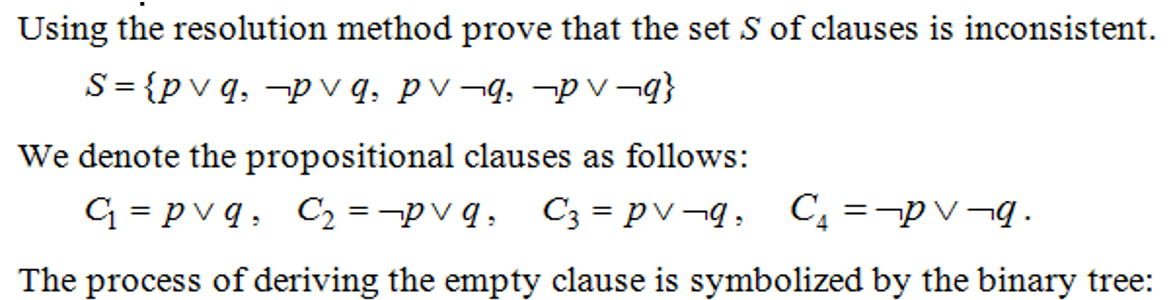 Using the resolution method prove that the set S of clauses is inconsistent.
S = {p ∨ q, ¬p ∨ q, p ∨ ¬q, ¬p ∨ ¬q}
We denote the propositional clauses as follows:
C₁ = p ∨ q , C₂ = ¬p ∨ q , C₃ = p ∨ ¬q , C₄ = ¬p ∨ ¬q .
The process of deriving the empty clause is symbolized by the binary tree: